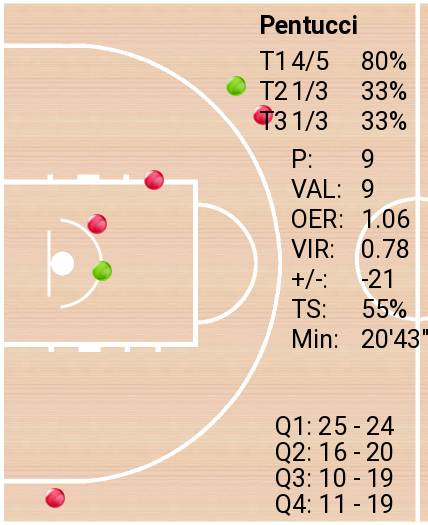 Pentucci
T1 4/5 80%
T2 1/3 33%
T3 1/3 33%
P: 9
VAL: 9
OER: 1.06
VIR: 0.78
+/-: -21
TS: 55%
Min: 20'43"
Q1: 25 - 24
Q2: 16 - 20
Q3: 10 - 19
Q4: 11 - 19